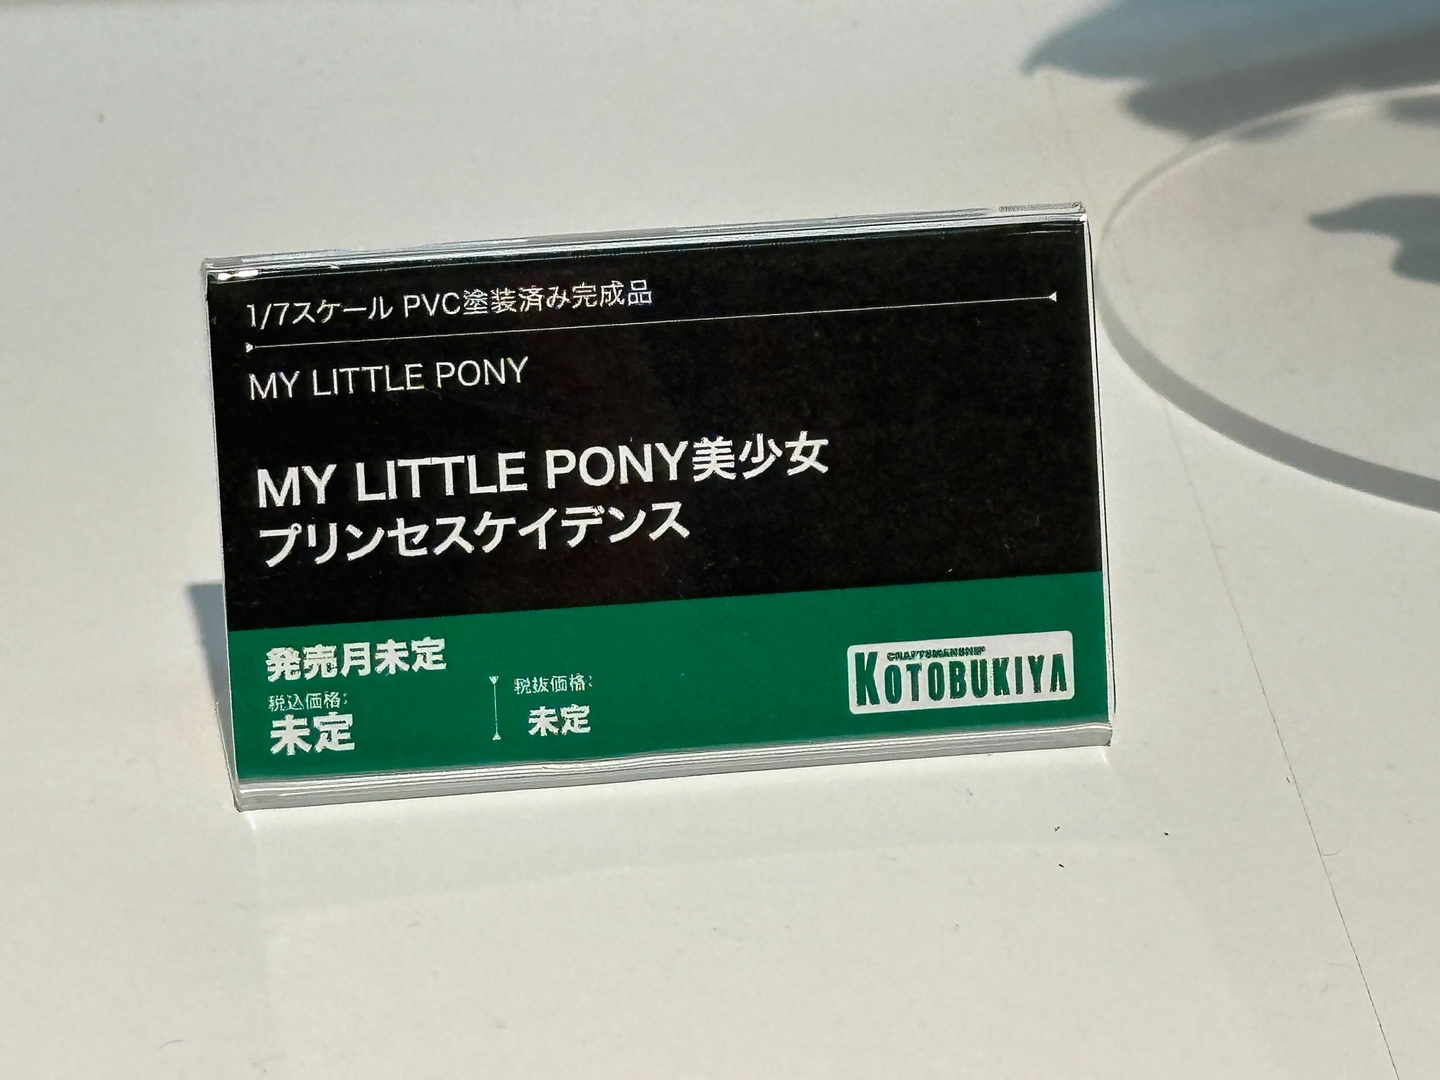 1/7スケール PVC塗装済み完成品
MY LITTLE PONY
MY LITTLE PONY美少女
プリンセスケイデンス
発売月未定
税込価格:
未定
税抜価格:
未定
CRAFTSMANSHIP
KOTOBUKIYA